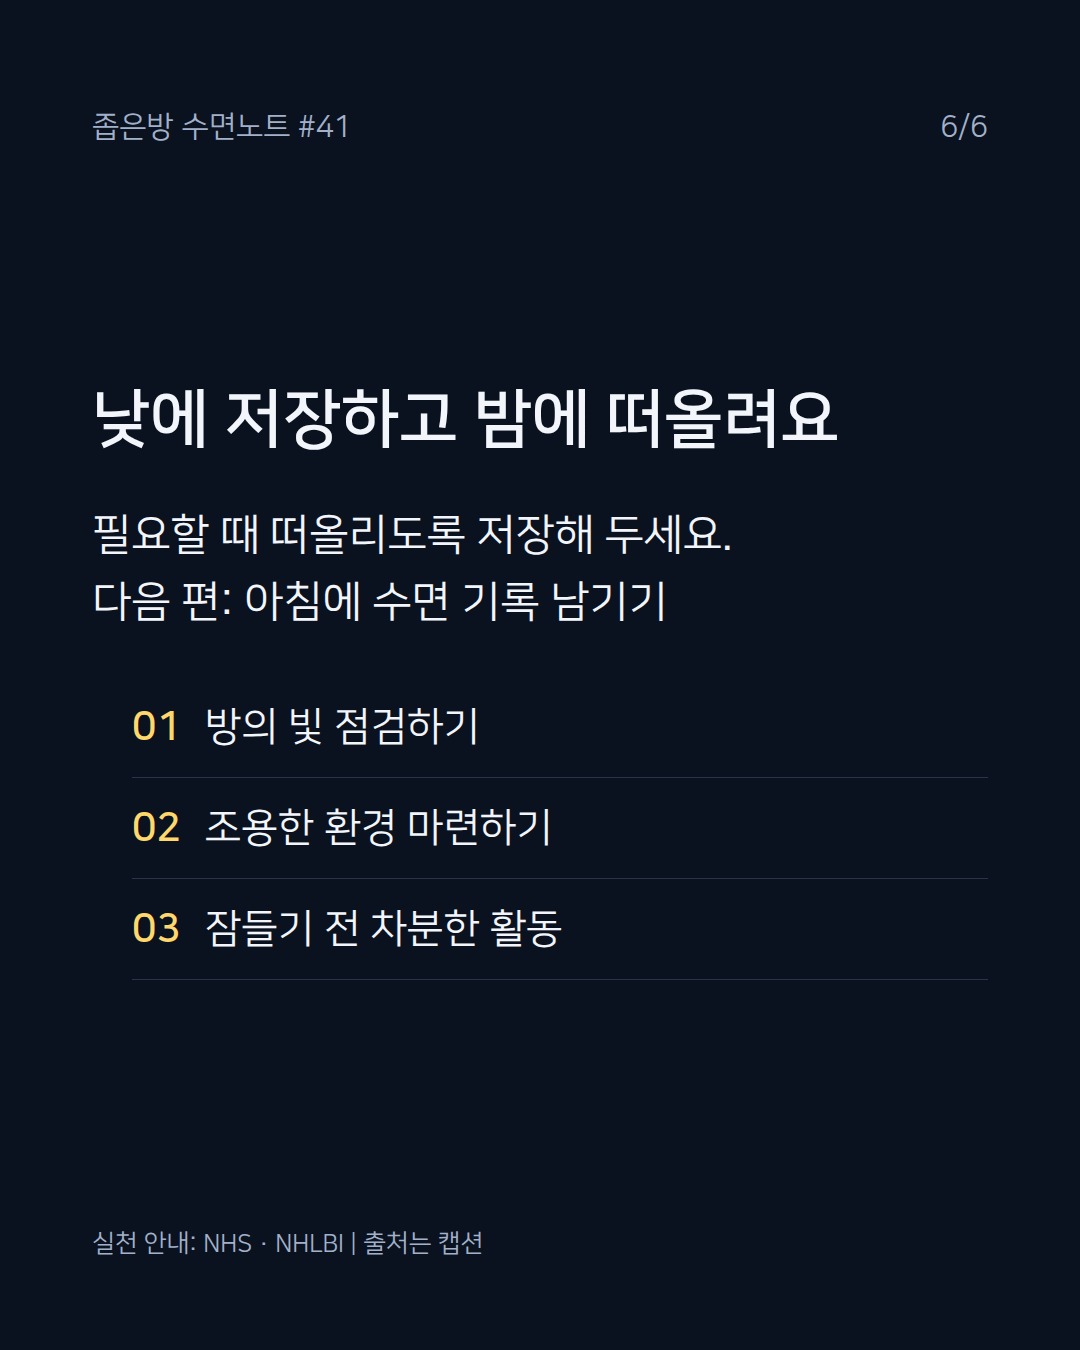 좁은방 수면노트 #41
6/6
낮에 저장하고 밤에 떠올려요
필요할 때 떠올리도록 저장해 두세요.
다음 편: 아침에 수면 기록 남기기
01 방의 빛 점검하기
02 조용한 환경 마련하기
03 잠들기 전 차분한 활동
실천 안내: NHS · NHLBI | 출처는 캡션